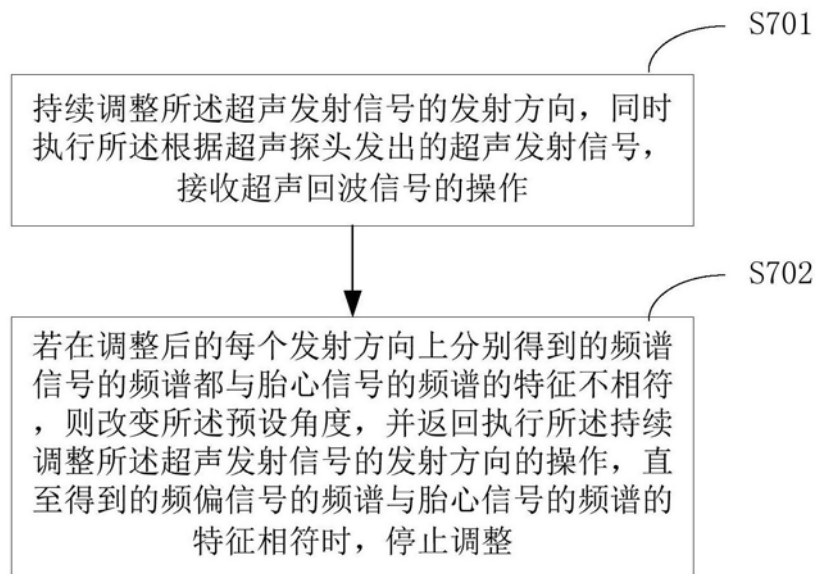 S701
持续调整所述超声发射信号的发射方向，同时
执行所述根据超声探头发出的超声发射信号，
接收超声回波信号的操作
S702
若在调整后的每个发射方向上分别得到的频谱
信号的频谱都与胎心信号的频谱的特征不相符
，则改变所述预设角度，并返回执行所述持续
调整所述超声发射信号的发射方向的操作，直
至得到的频偏信号的频谱与胎心信号的频谱的
特征相符时，停止调整